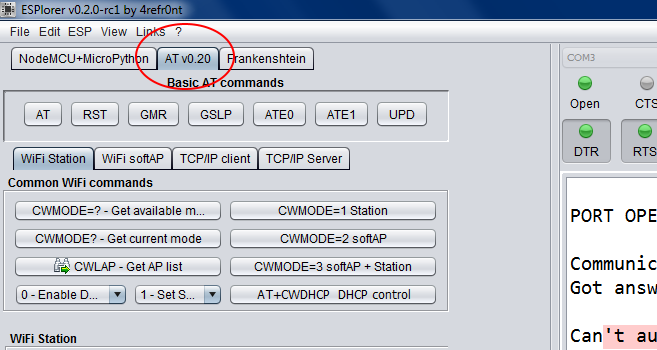 ESPlorer v0.2.0-rc1 by 4refr0nt
File Edit ESP View Links ?
NodeMCU+MicroPython AT v0.20 Frankenshtein
Basic AT commands
AT RST GMR GSLP ATE0 ATE1 UPD
WiFi Station WiFi softAP TCP/IP client TCP/IP Server
Common WiFi commands
CWMODE=? - Get available m... CWMODE=1 Station
CWMODE? - Get current mode CWMODE=2 softAP
CWLAP - Get AP list CWMODE=3 softAP + Station
0 - Enable D... 1 - Set S... AT+CWDHCP DHCP control
WiFi Station
COM3
Open CTS
DTR RTS
PORT OPE
Communic
Got answ
Can't au